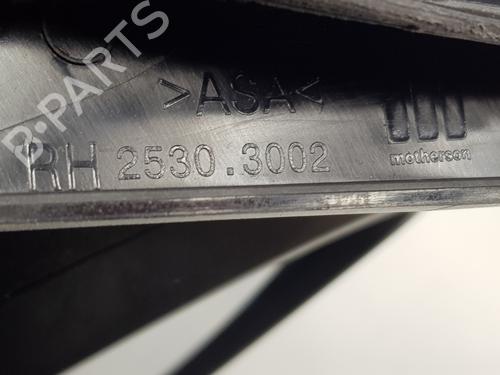 >ASA<
RH 2530.3002
motherson
B-PARTS